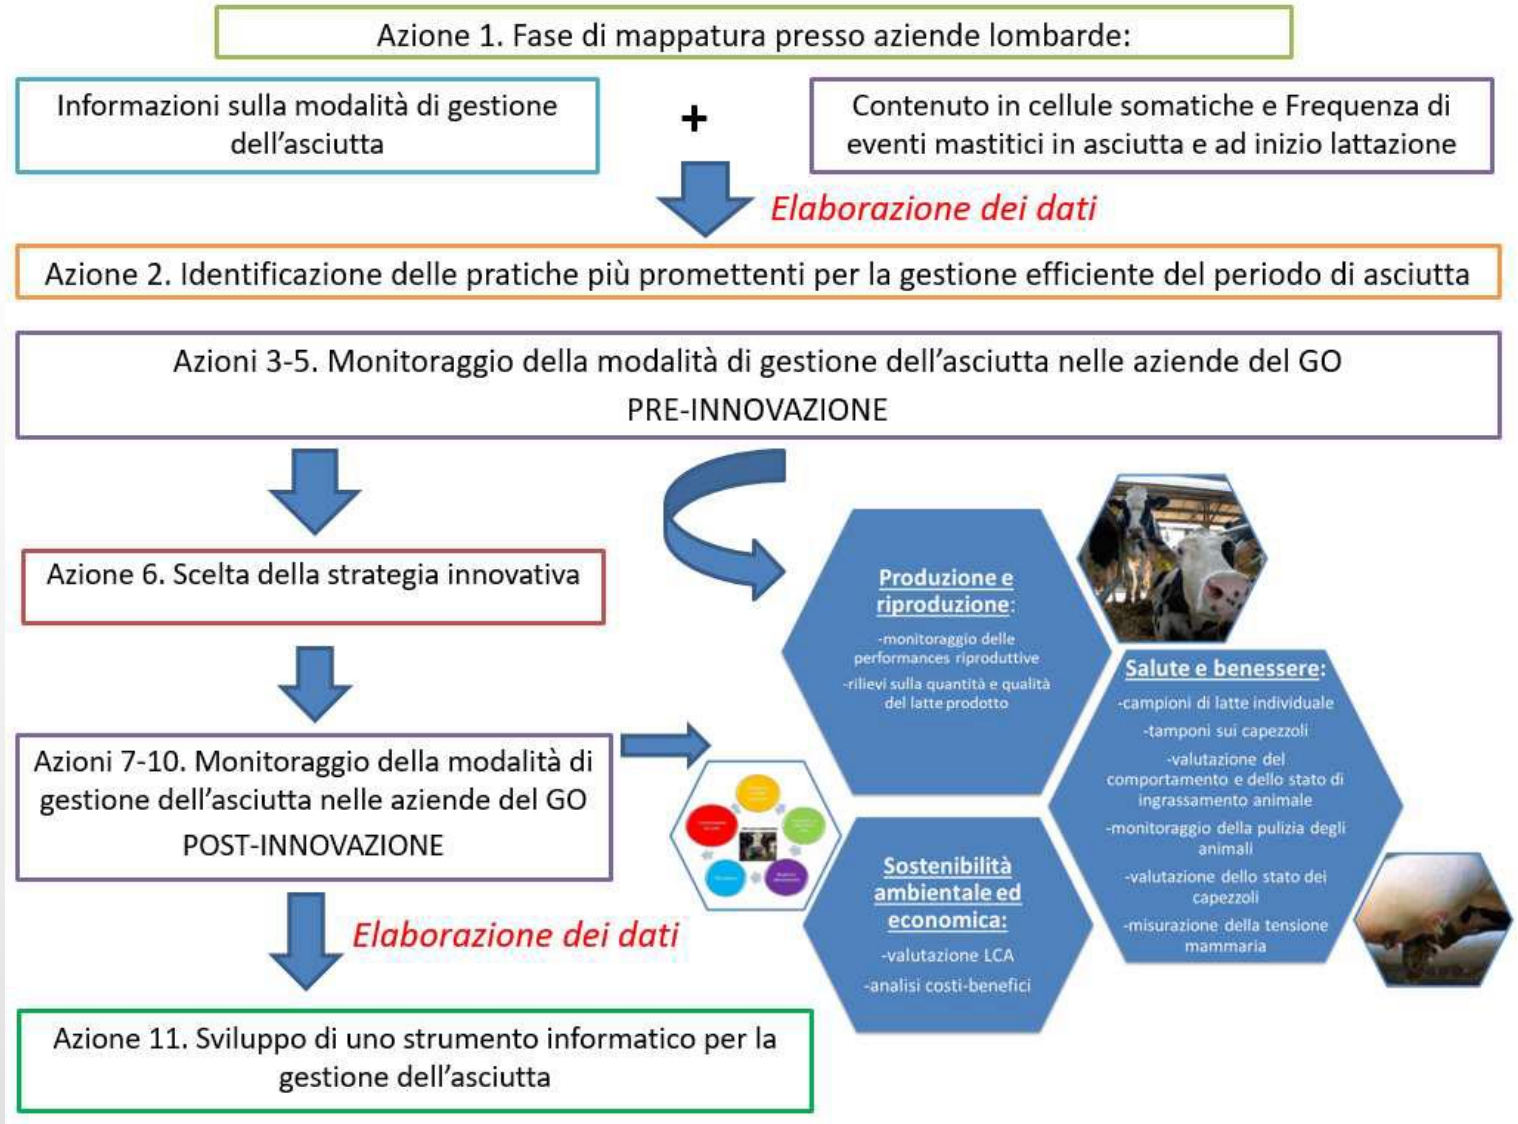 Azione 1. Fase di mappatura presso aziende lombarde:
Informazioni sulla modalità di gestione
dell'asciutta
+
Contenuto in cellule somatiche e Frequenza di
eventi mastitici in asciutta e ad inizio lattazione
Elaborazione dei dati
Azione 2. Identificazione delle pratiche più promettenti per la gestione efficiente del periodo di asciutta
Azioni 3-5. Monitoraggio della modalità di gestione dell'asciutta nelle aziende del GO
PRE-INNOVAZIONE
Azione 6. Scelta della strategia innovativa
Azioni 7-10. Monitoraggio della modalità di
gestione dell'asciutta nelle aziende del GO
POST-INNOVAZIONE
Elaborazione dei dati
Azione 11. Sviluppo di uno strumento informatico per la
gestione dell'asciutta
Produzione e
riproduzione:
-monitoraggio delle
performances riproduttive
-rilievi sulla quantità e qualità
del latte prodotto
Salute e benessere:
-campioni di latte individuale
-tamponi sui capezzoli
-valutazione del
comportamento e dello stato di
ingrassamento animale
-monitoraggio della pulizia degli
animali
-valutazione dello stato dei
capezzoli
-misurazione della tensione
mammaria
Sostenibilità
ambientale ed
economica:
-valutazione LCA
-analisi costi-benefici